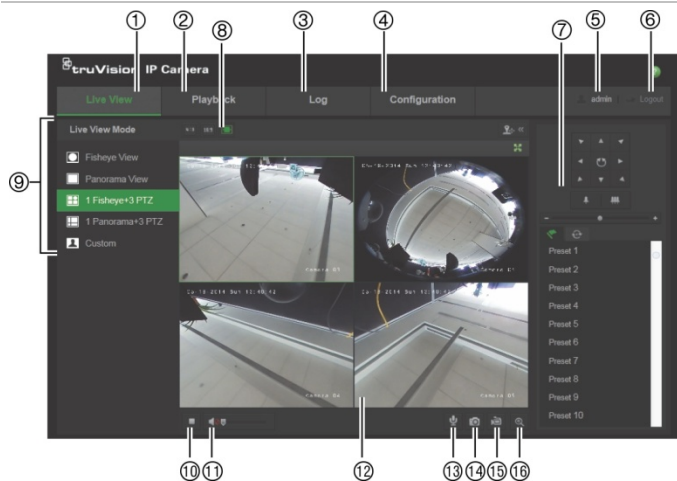 ① ② ③ ④ ⑤ ⑥ ⑦ ⑧
truVision IP Camera
Live View Playback Log Configuration admin Logout
Live View Mode
⑨
Fisheye View
Panorama View
1 Fisheye+3 PTZ
1 Panorama+3 PTZ
Custom
Camera 01
Preset 1
Preset 2
Preset 3
Preset 4
Preset 5
Preset 6
Preset 7
Preset 8
Preset 9
Preset 10
⑩ ⑪ ⑫ ⑬ ⑭ ⑮ ⑯